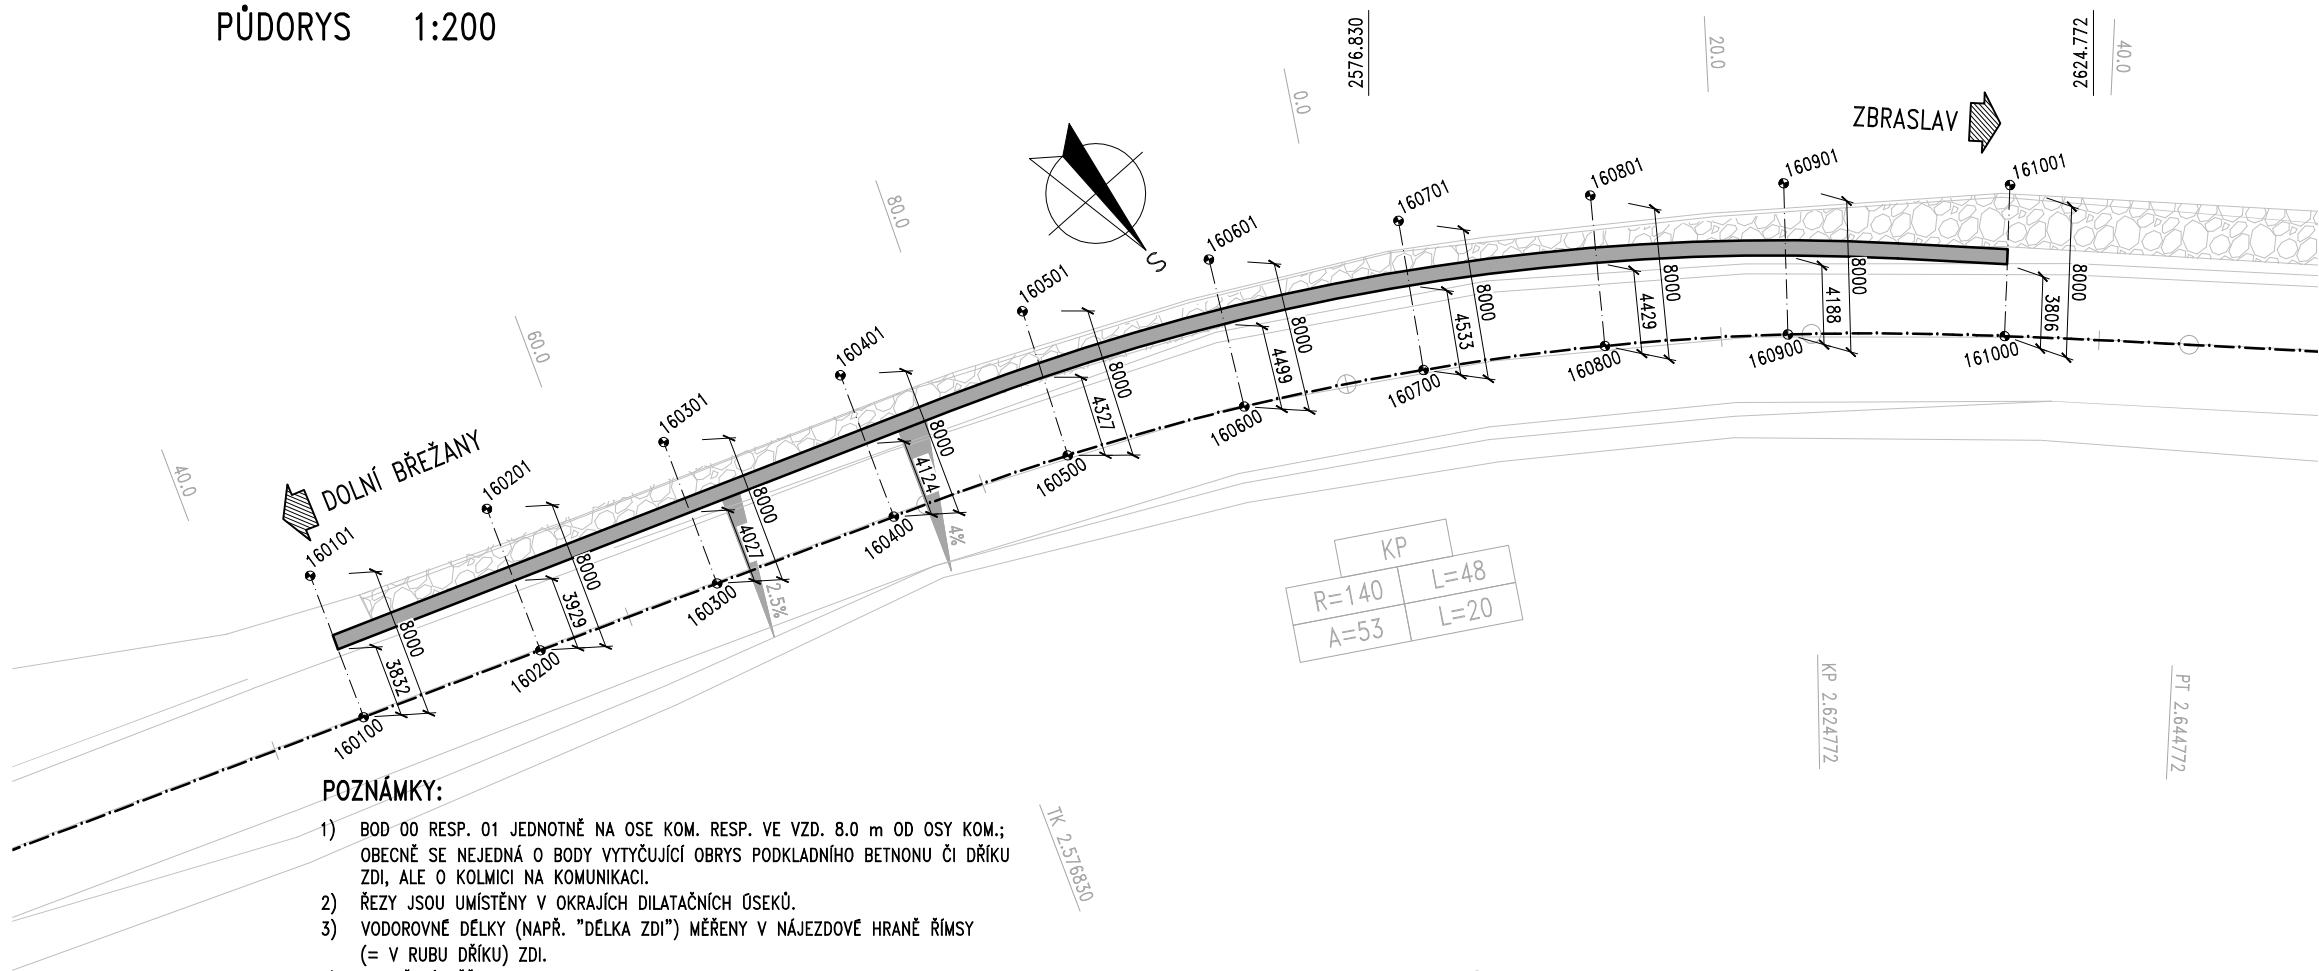 PŮDORYS 1:200
2576.830
20.0
2624.772
40.0
0.0
ZBRASLAV
80.0
60.0
40.0
S
DOLNÍ BŘEŽANY
160101
160201
160301
160401
160501
160601
160701
160801
160901
161001
8000
8000
8000
8000
8000
8000
8000
8000
8000
8000
3832
3929
4027
4124
4327
4499
4533
4429
4188
3806
2.5%
4%
160100
160200
160300
160400
160500
160600
160700
160800
160900
161000
KP
R=140 L=48
A=53 L=20
KP 2.624772
PT 2.644772
TK 2.576830
POZNÁMKY:
1) BOD 00 RESP. 01 JEDNOTNĚ NA OSE KOM. RESP. VE VZD. 8.0 m OD OSY KOM.;
OBECNĚ SE NEJEDNÁ O BODY VYTYČUJÍCÍ OBRYS PODKLADNÍHO BETNONU ČI DŘÍKU
ZDI, ALE O KOLMICI NA KOMUNIKACI.
2) ŘEZY JSOU UMÍSTĚNY V OKRAJÍCH DILATAČNÍCH ÚSEKŮ.
3) VODOROVNÉ DÉLKY (NAPŘ. "DÉLKA ZDI") MĚŘENY V NÁJEZDOVÉ HRANĚ ŘÍMSY
(= V RUBU DŘÍKU) ZDI.